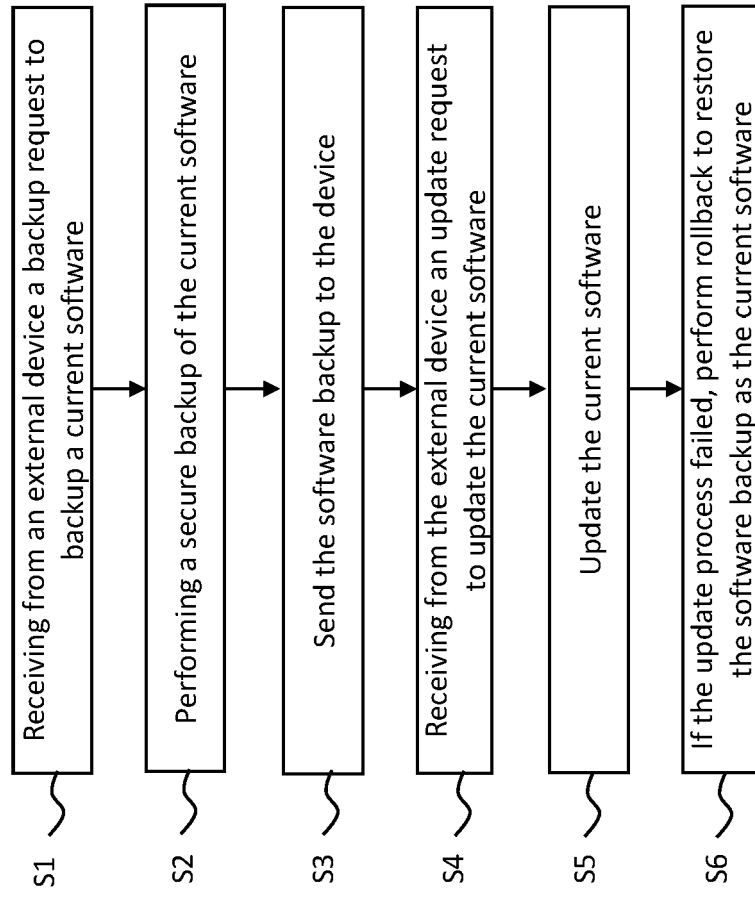 S1
Receiving from an external device a backup request to
backup a current software
S2
Performing a secure backup of the current software
S3
Send the software backup to the device
S4
Receiving from the external device an update request
to update the current software
S5
Update the current software
S6
If the update process failed, perform rollback to restore
the software backup as the current software